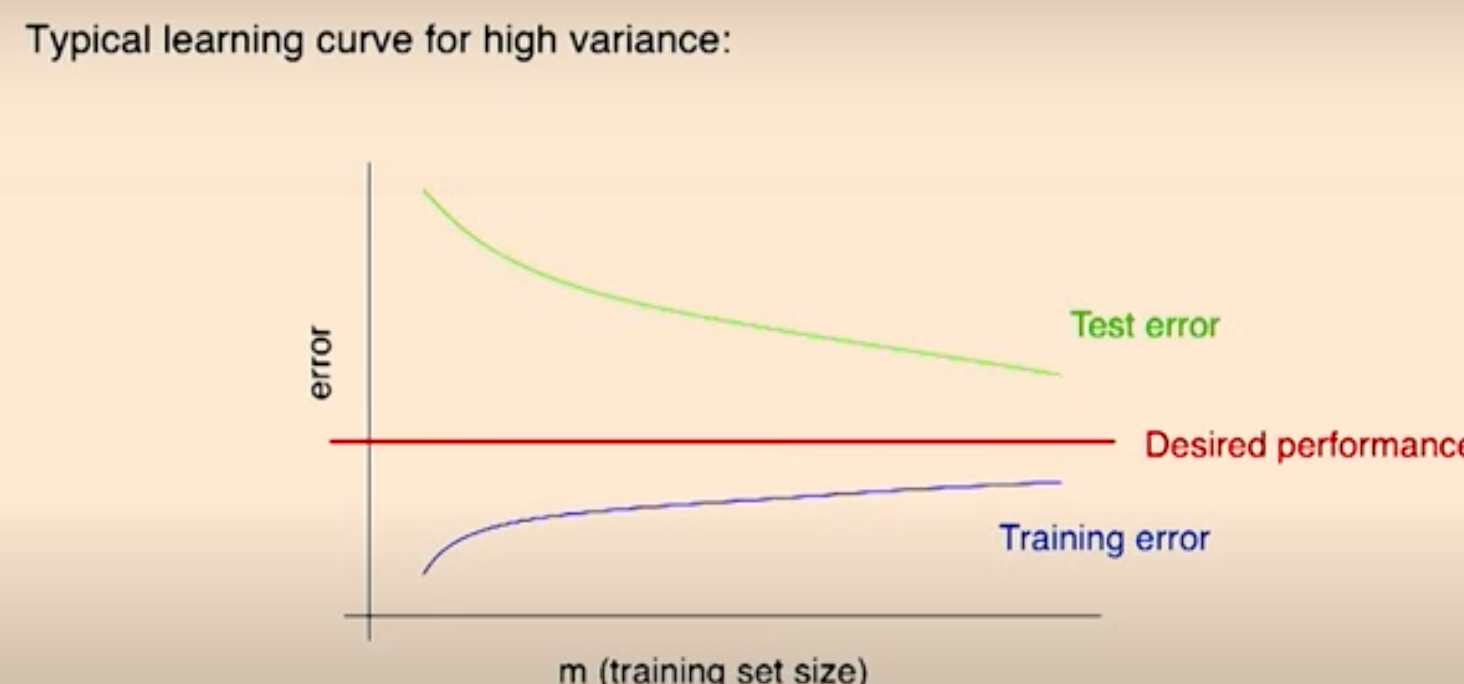 Typical learning curve for high variance:
error
Test error
Desired performance
Training error
m (training set size)